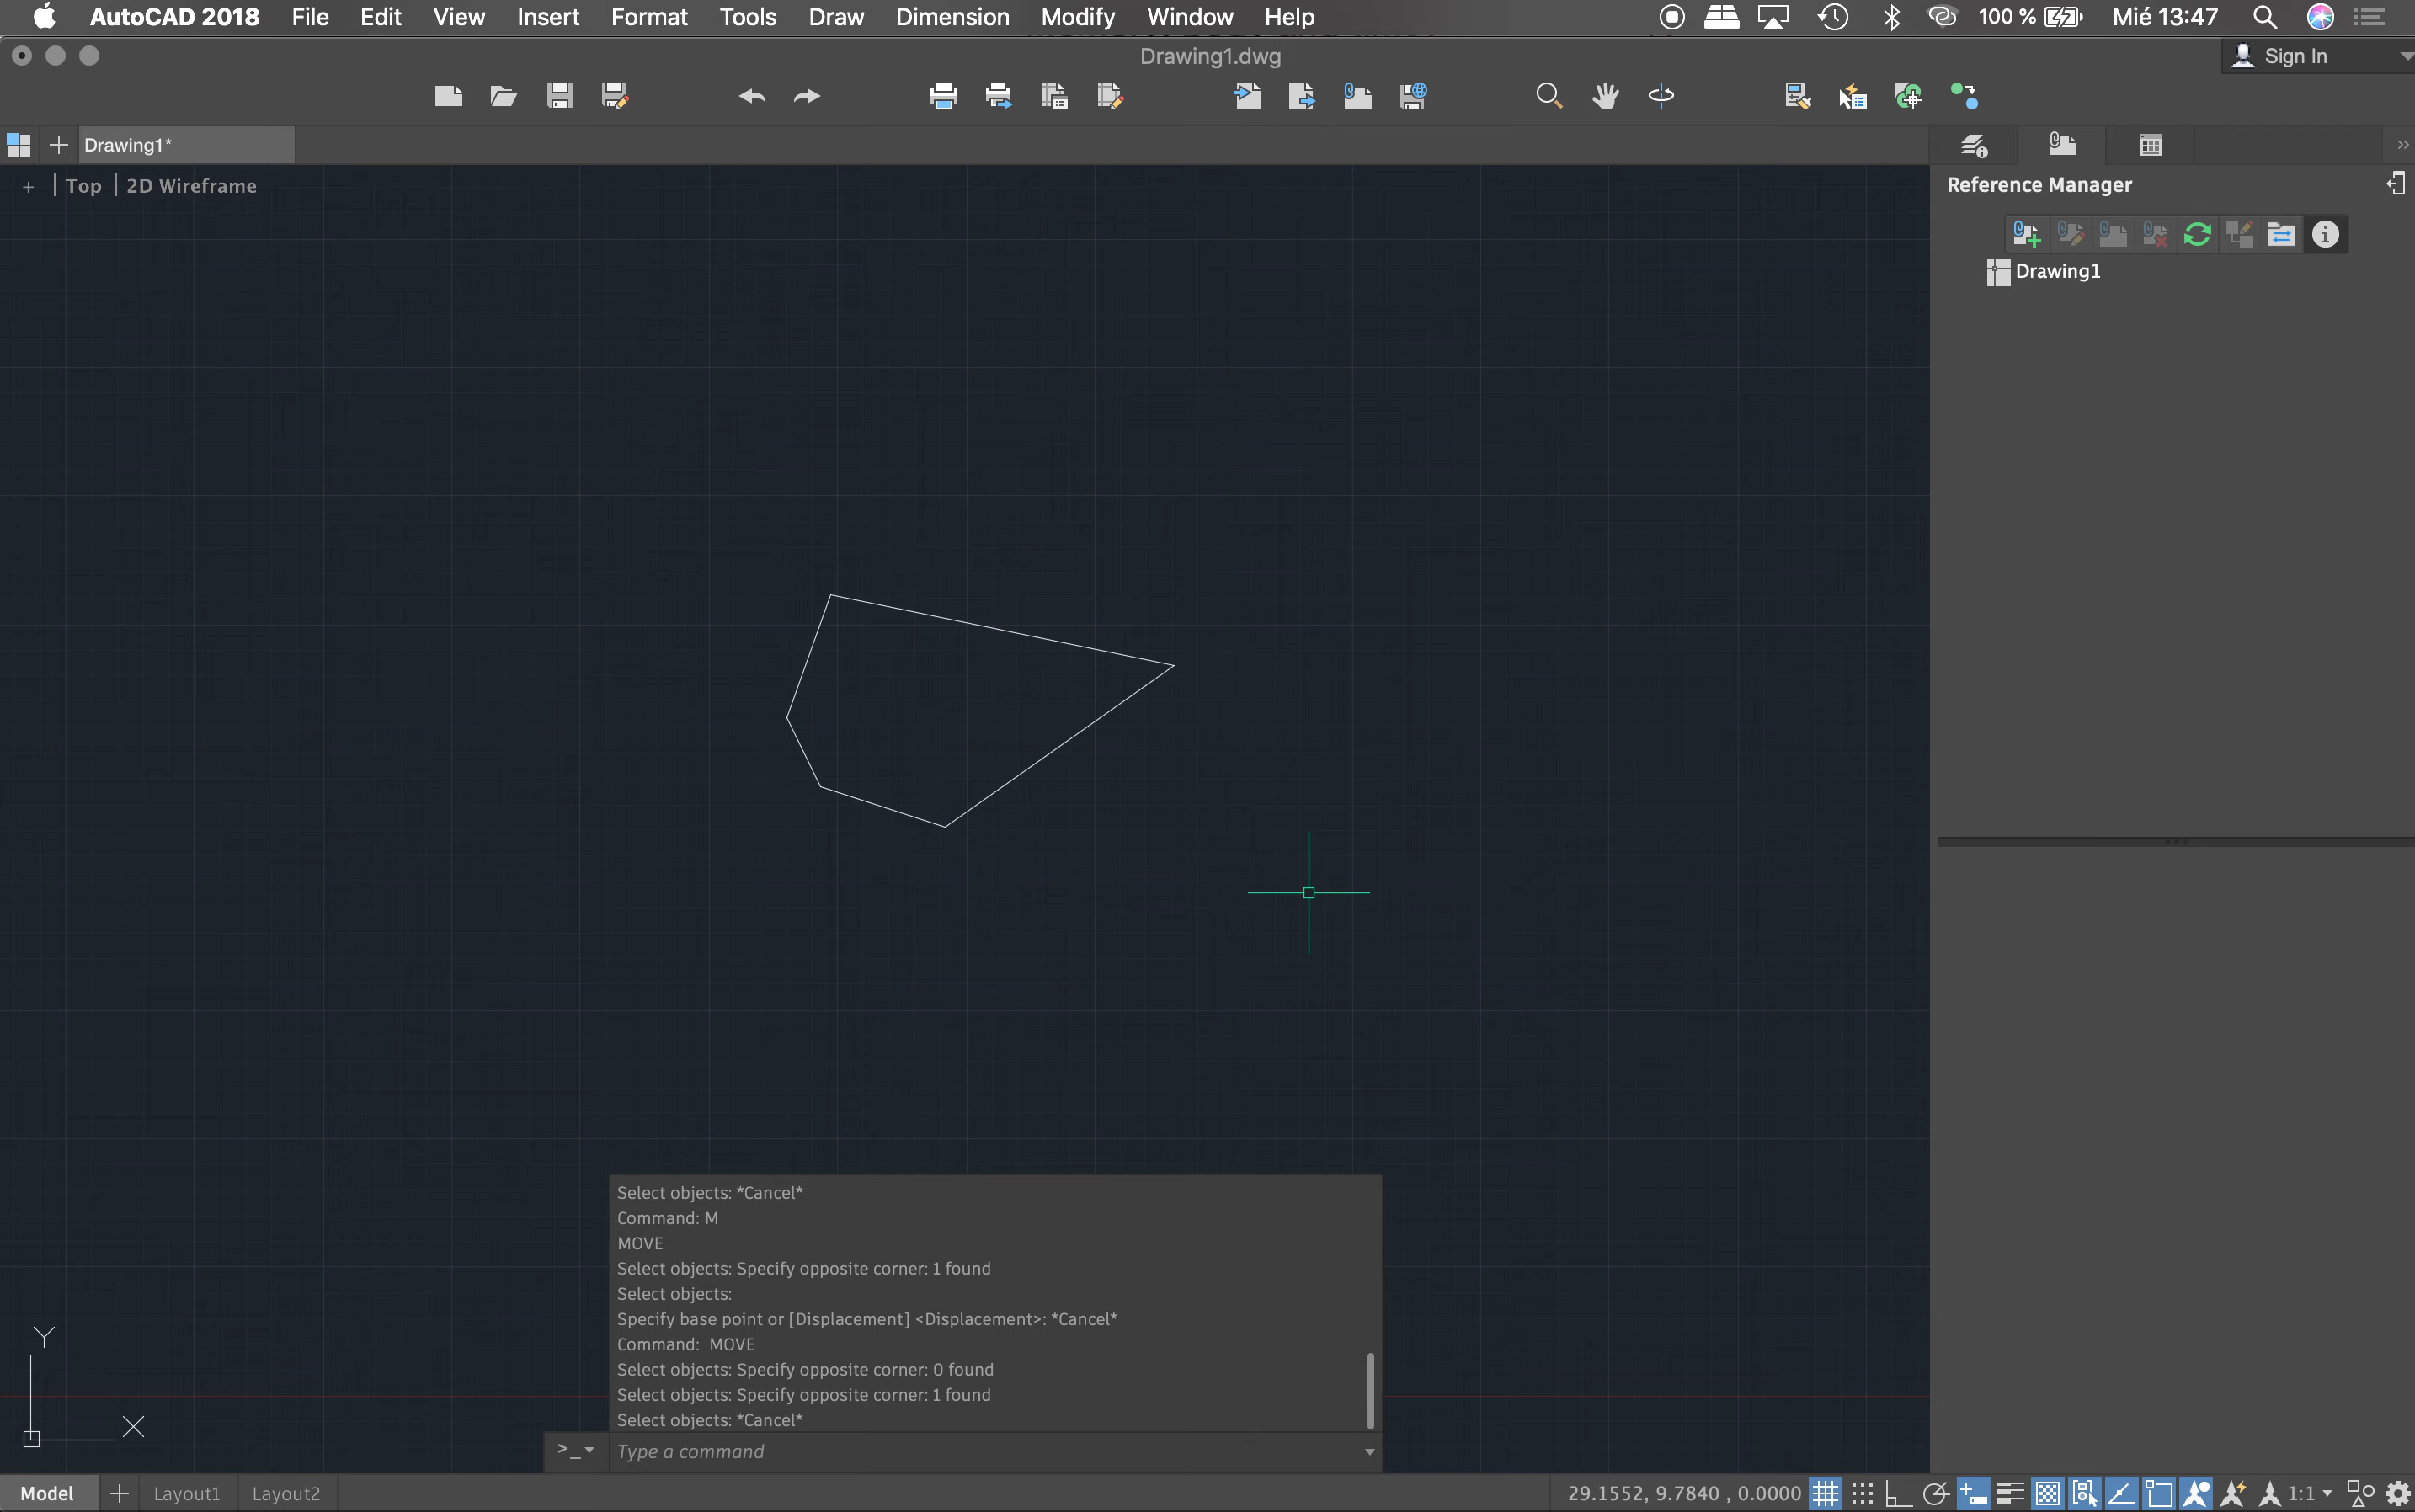 AutoCAD 2018 File Edit View Insert Format Tools Draw Dimension Modify Window Help 100 % Mié 13:47
Drawing1.dwg
Sign In
Drawing1*
+ | Top | 2D Wireframe
Reference Manager
Drawing1
Select objects: *Cancel*
Command: M
MOVE
Select objects: Specify opposite corner: 1 found
Select objects:
Specify base point or [Displacement] <Displacement>: *Cancel*
Command: MOVE
Select objects: Specify opposite corner: 0 found
Select objects: Specify opposite corner: 1 found
Select objects: *Cancel*
Y
X
>_ Type a command
Model + Layout1 Layout2 29.1552, 9.7840 , 0.0000 1:1